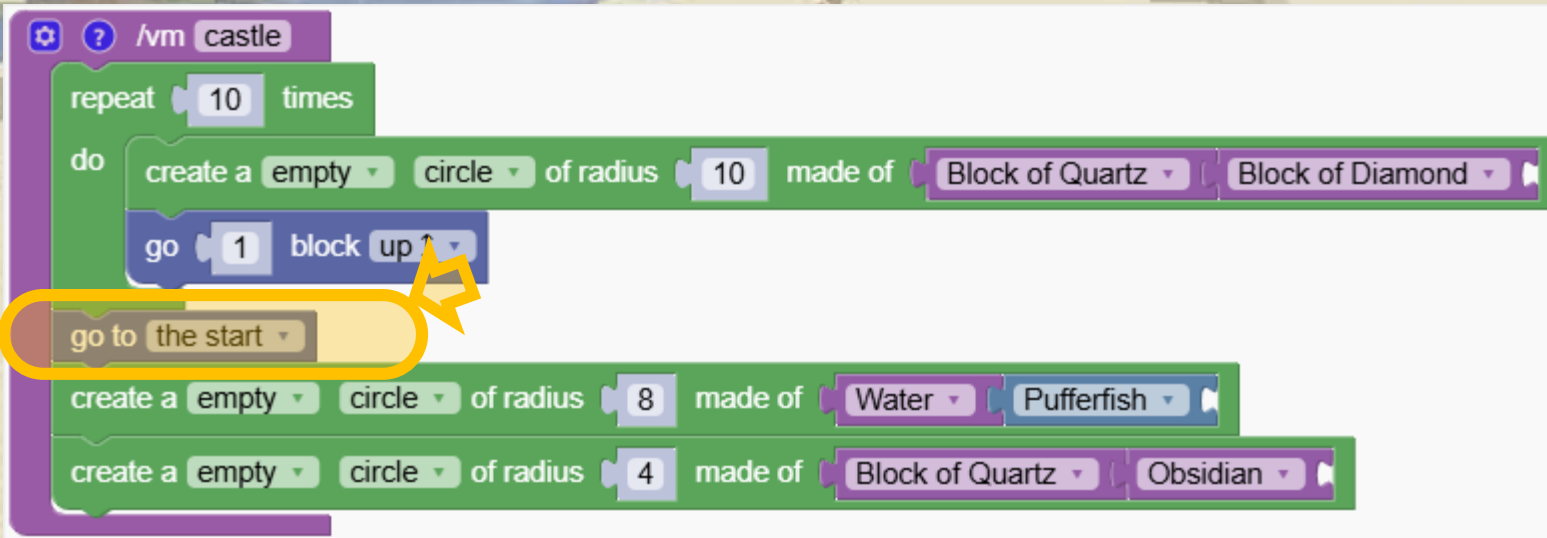 /vm castle
repeat 10 times
do create a empty circle of radius 10 made of Block of Quartz Block of Diamond
go 1 block up ↑
go to the start
create a empty circle of radius 8 made of Water Pufferfish
create a empty circle of radius 4 made of Block of Quartz Obsidian